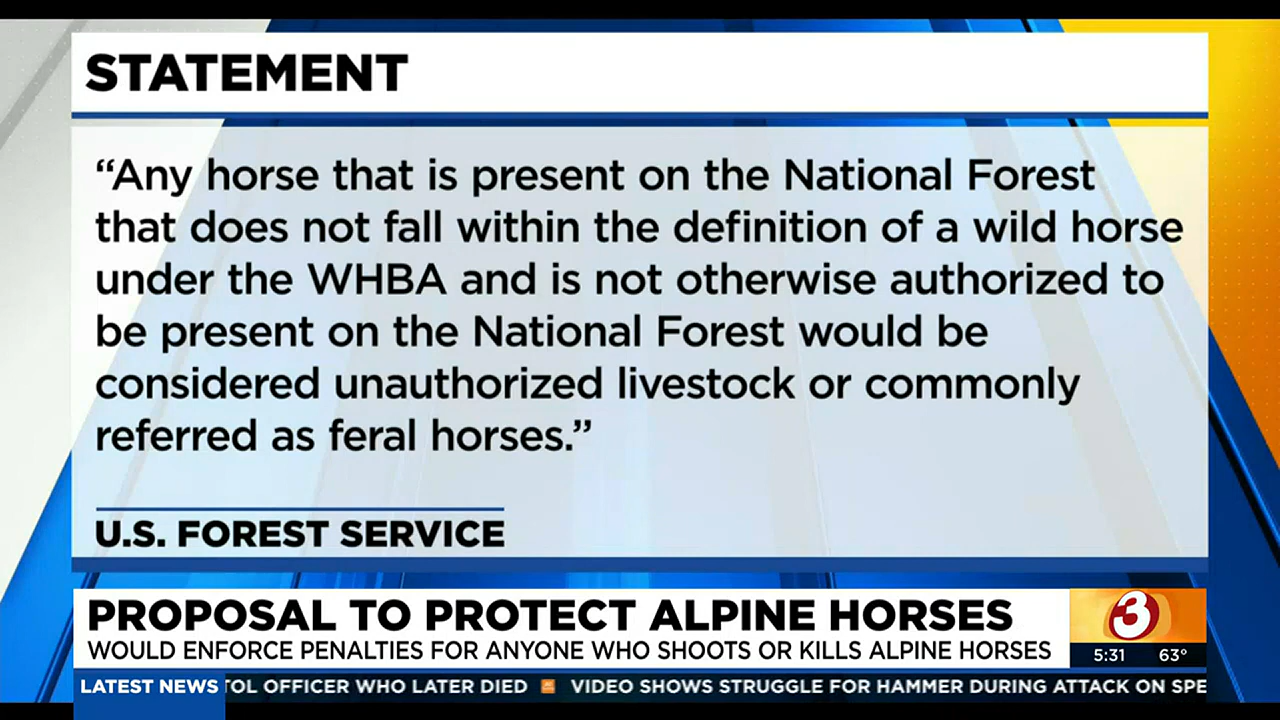 STATEMENT
“Any horse that is present on the National Forest
that does not fall within the definition of a wild horse
under the WHBA and is not otherwise authorized to
be present on the National Forest would be
considered unauthorized livestock or commonly
referred as feral horses.”
U.S. FOREST SERVICE
PROPOSAL TO PROTECT ALPINE HORSES
WOULD ENFORCE PENALTIES FOR ANYONE WHO SHOOTS OR KILLS ALPINE HORSES
3
5:31 63°
LATEST NEWS TOL OFFICER WHO LATER DIED VIDEO SHOWS STRUGGLE FOR HAMMER DURING ATTACK ON SPE